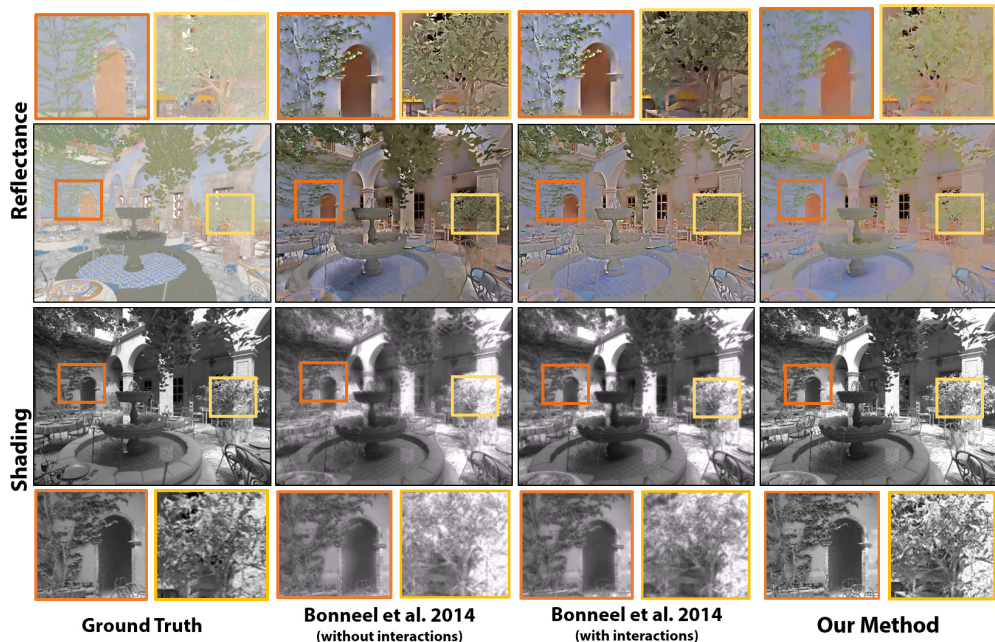 Reflectance
Shading
Ground Truth
Bonneel et al. 2014
(without interactions)
Bonneel et al. 2014
(with interactions)
Our Method